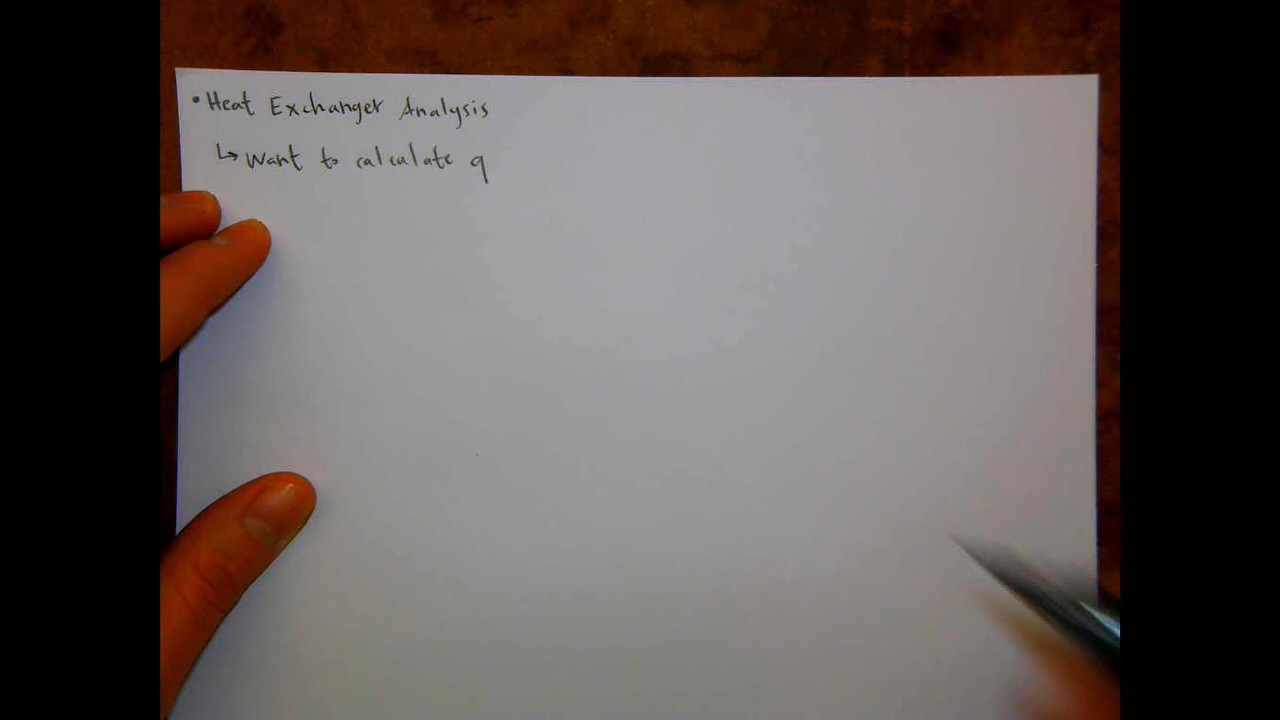 • Heat Exchanger Analysis
↳ Want to calculate q